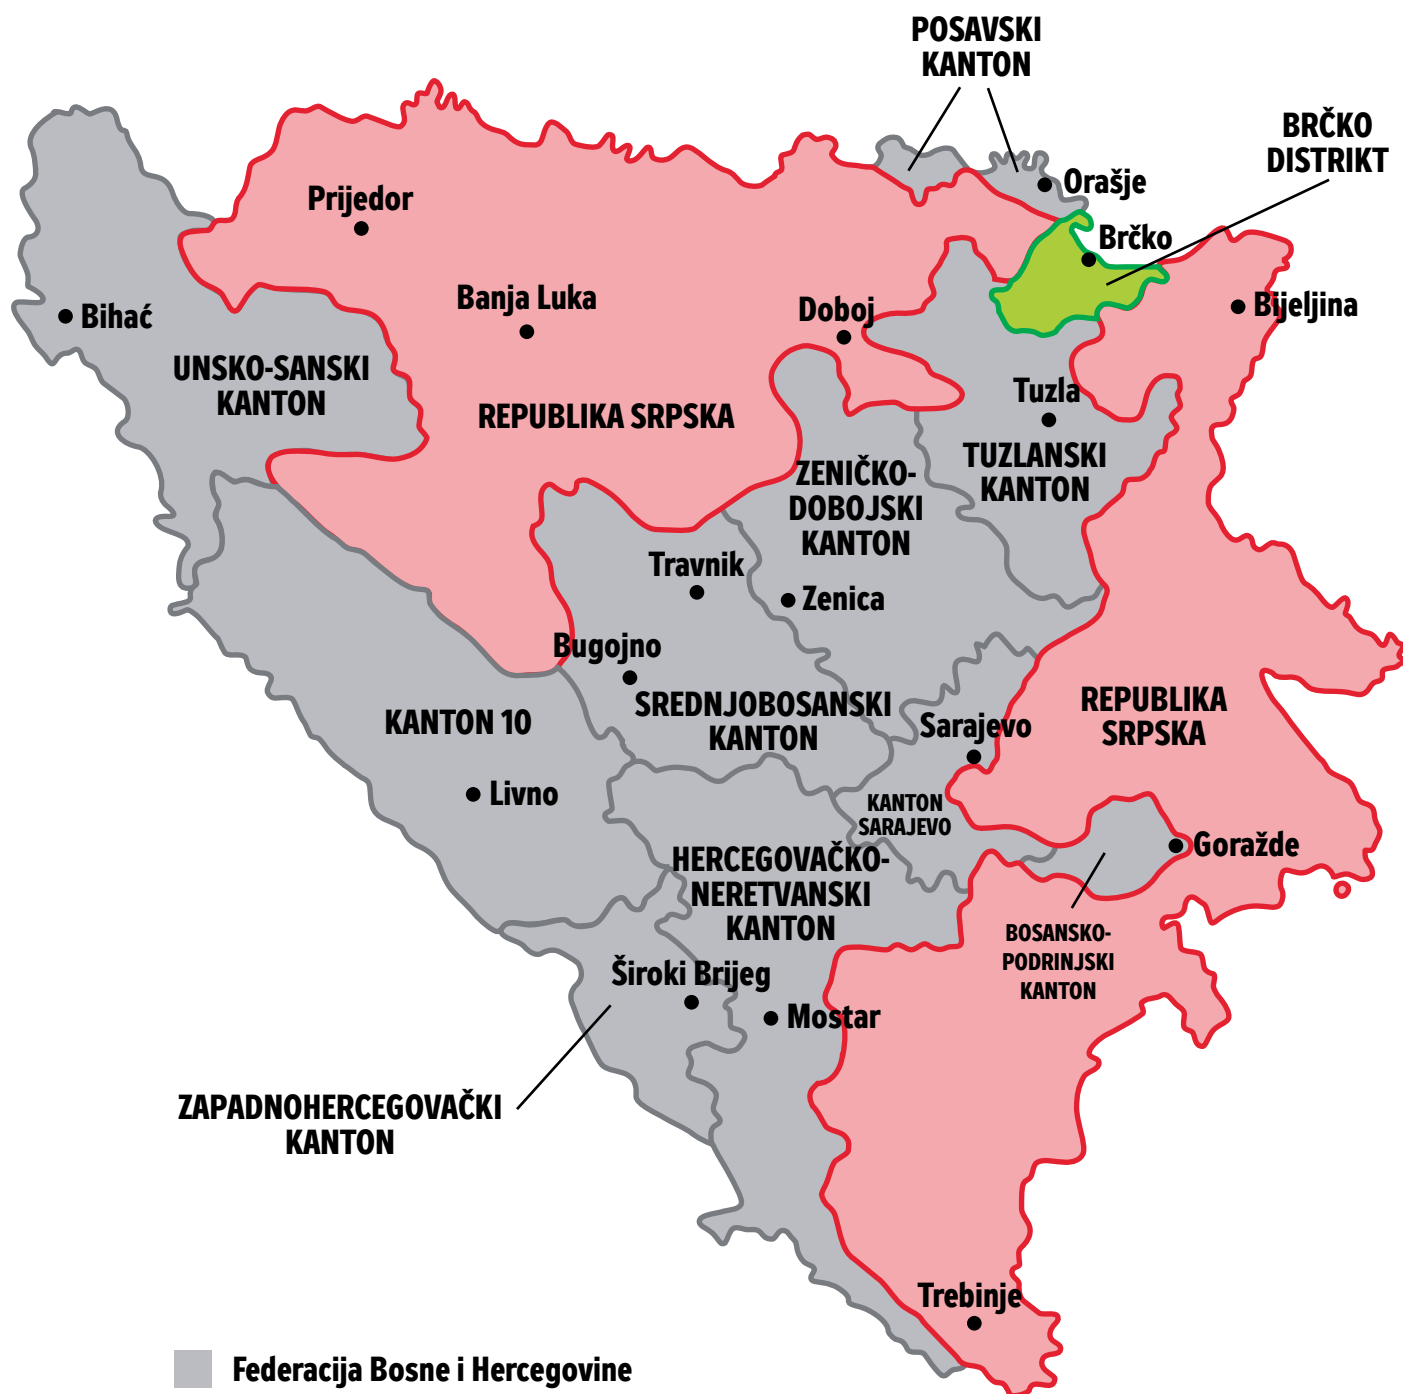 POSAVSKI
KANTON
BRČKO
DISTRIKT
Orašje
Prijedor
Brčko
Banja Luka
Doboj
Bijeljina
Bihać
UNSKO-SANSKI
KANTON
Tuzla
REPUBLIKA SRPSKA
TUZLANSKI
KANTON
ZENIČKO-
DOBOJSKI
KANTON
Travnik
Zenica
Bugojno
SREDNJOBOSANSKI
KANTON
REPUBLIKA
SRPSKA
KANTON 10
Sarajevo
Livno
KANTON
SARAJEVO
Goražde
HERCEGOVAČKO-
NERETVANSKI
KANTON
BOSANSKO-
PODRINJSKI
KANTON
Široki Brijeg
Mostar
ZAPADNOHERCEGOVAČKI
KANTON
Trebinje
Federacija Bosne i Hercegovine